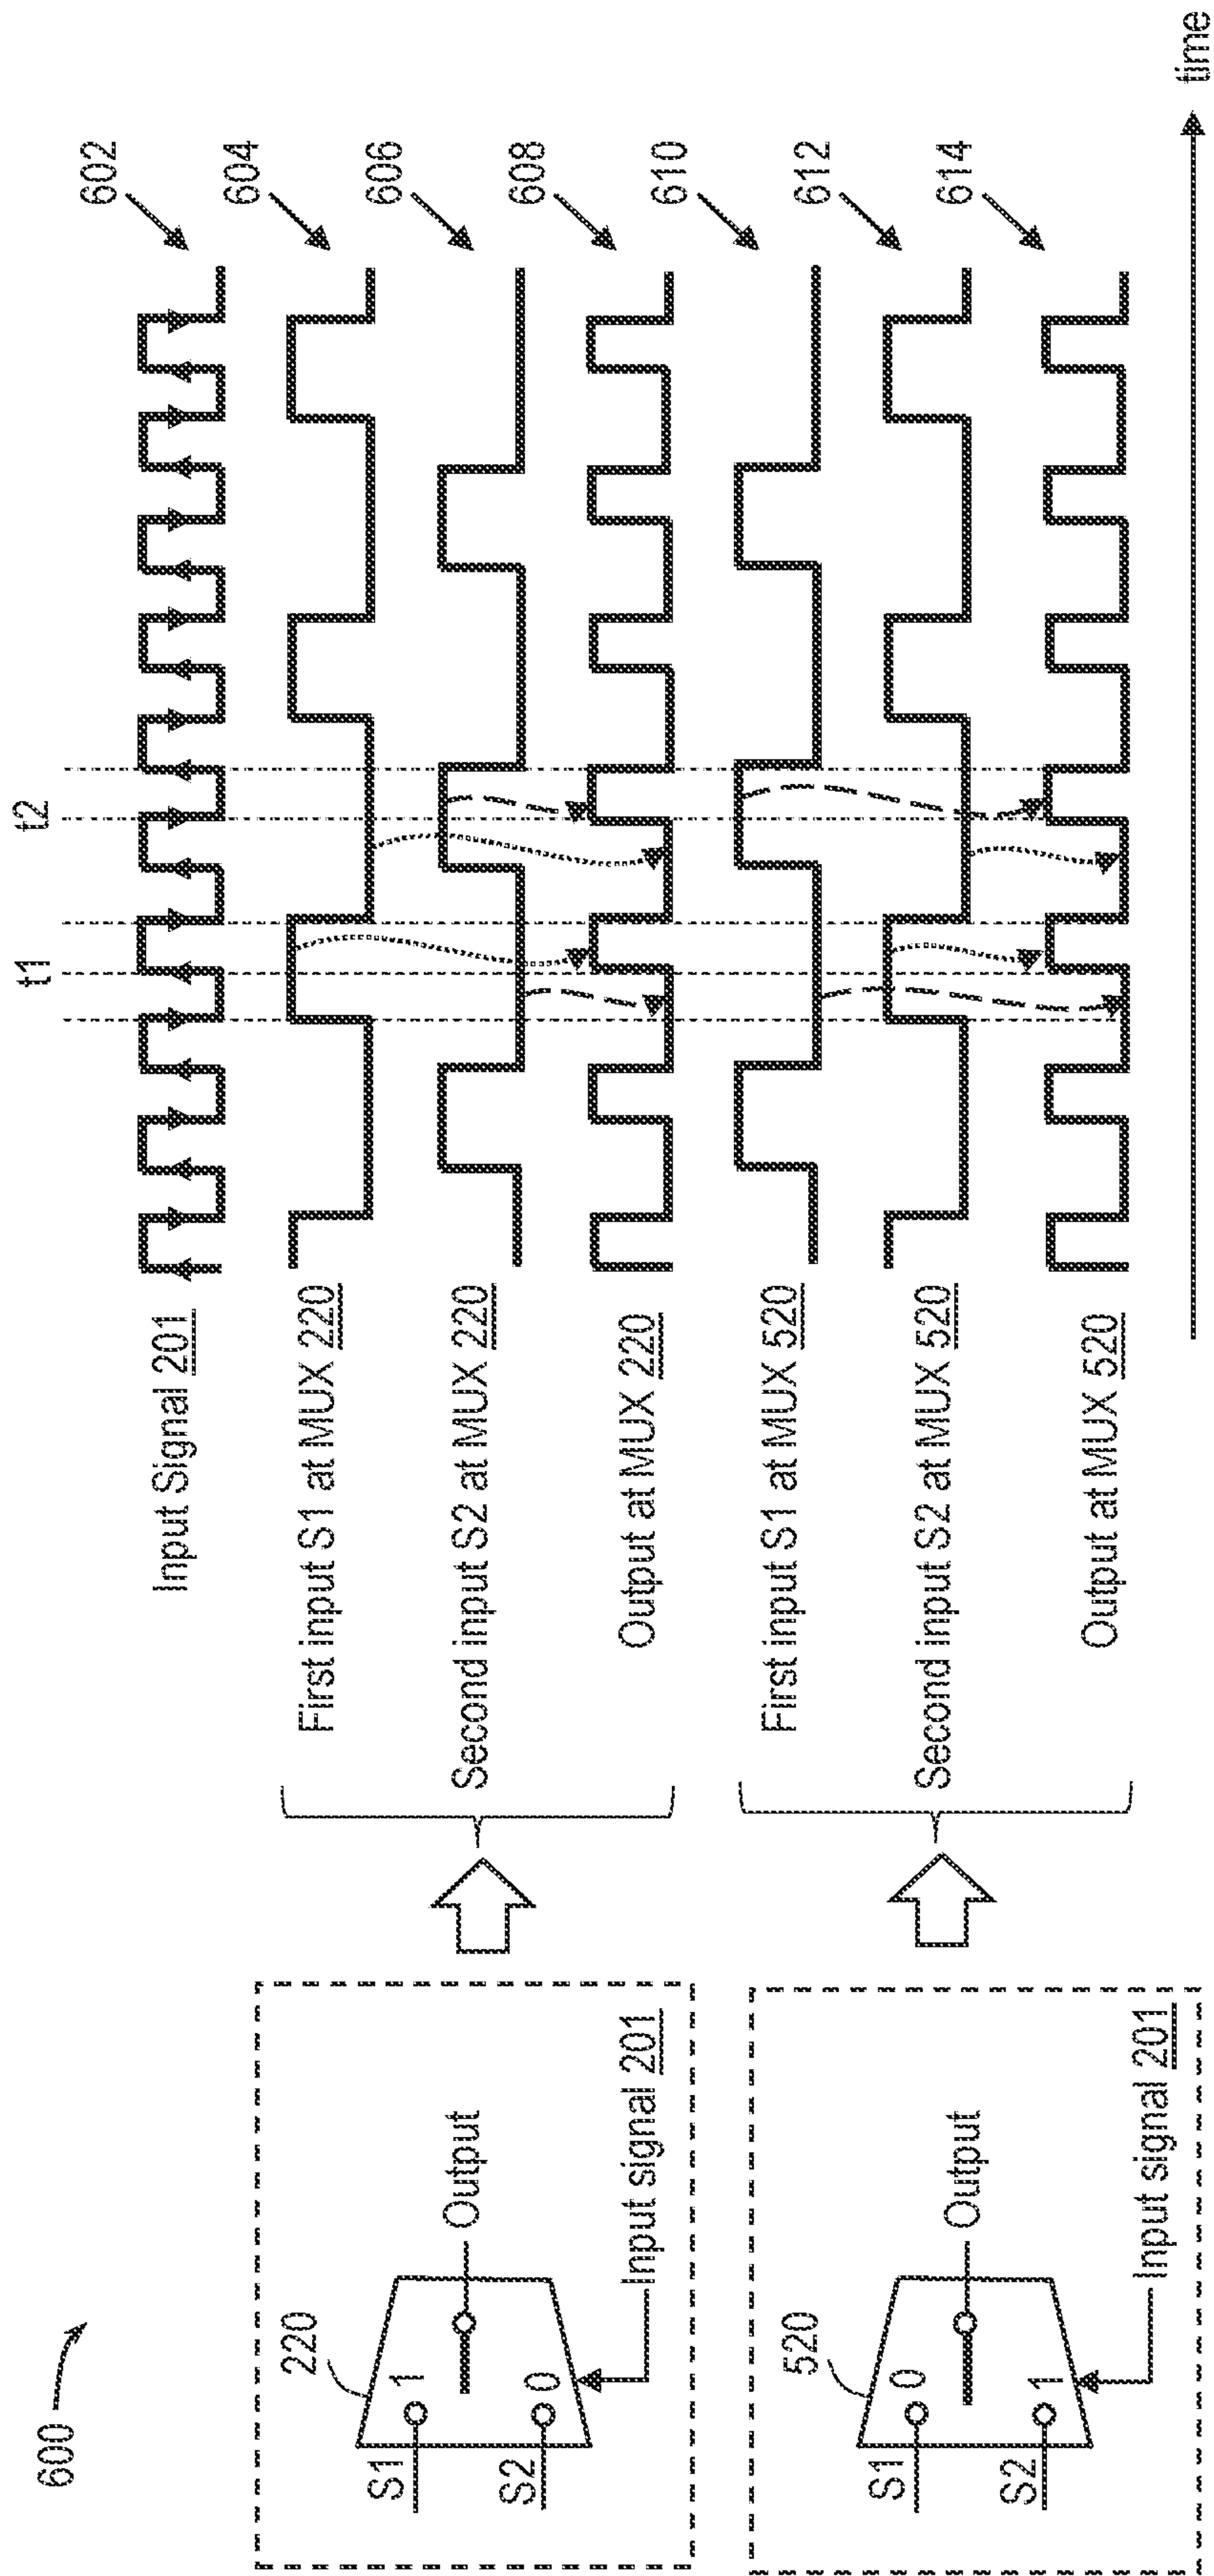 600
220
S1
1
S2
0
Output
Input signal 201
520
S1
0
S2
1
Output
Input signal 201
t1
t2
Input Signal 201
602
First input S1 at MUX 220
604
Second input S2 at MUX 220
606
Output at MUX 220
608
First input S1 at MUX 520
610
Second input S2 at MUX 520
612
Output at MUX 520
614
time